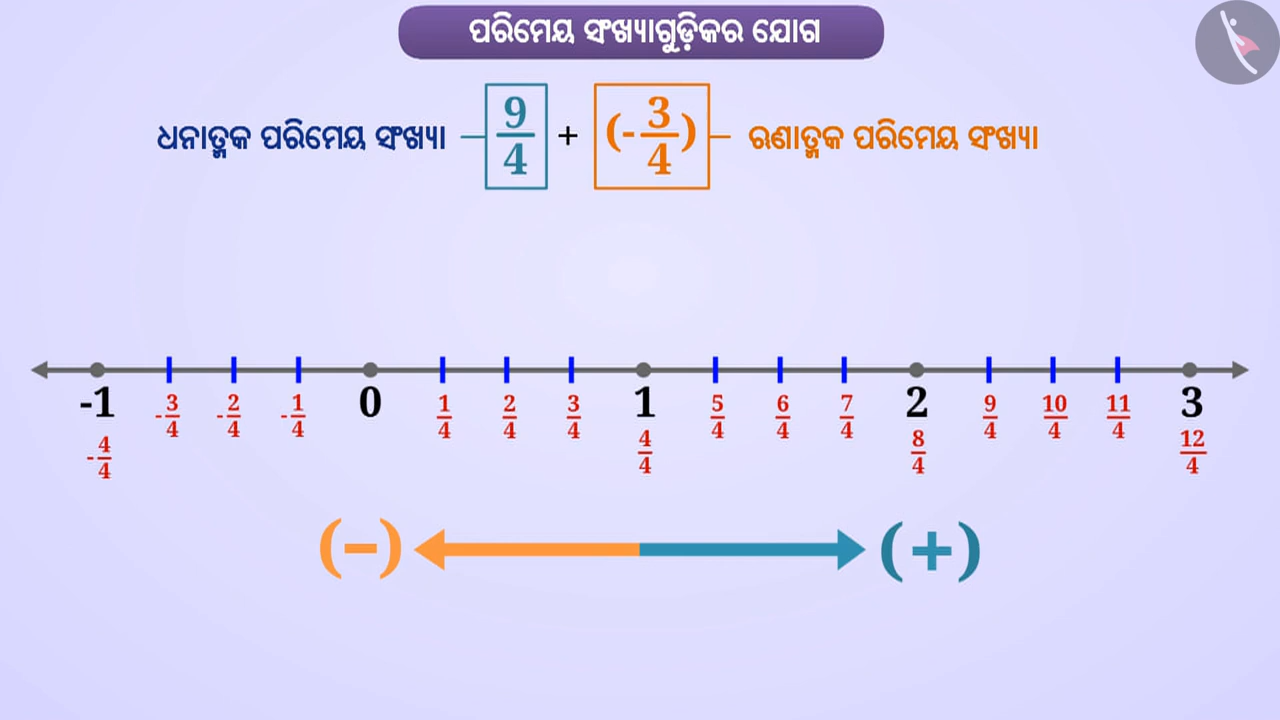 ପରିମେୟ ସଂଖ୍ୟାଗୁଡ଼ିକର ଯୋଗ
ଧନାତ୍ମକ ପରିମେୟ ସଂଖ୍ୟା 9/4 + (-3/4) ଋଣାତ୍ମକ ପରିମେୟ ସଂଖ୍ୟା
-1 -3/4 -2/4 -1/4 0 1/4 2/4 3/4 1 5/4 6/4 7/4 2 9/4 10/4 11/4 3
-4/4 4/4 8/4 12/4
(−) (+)